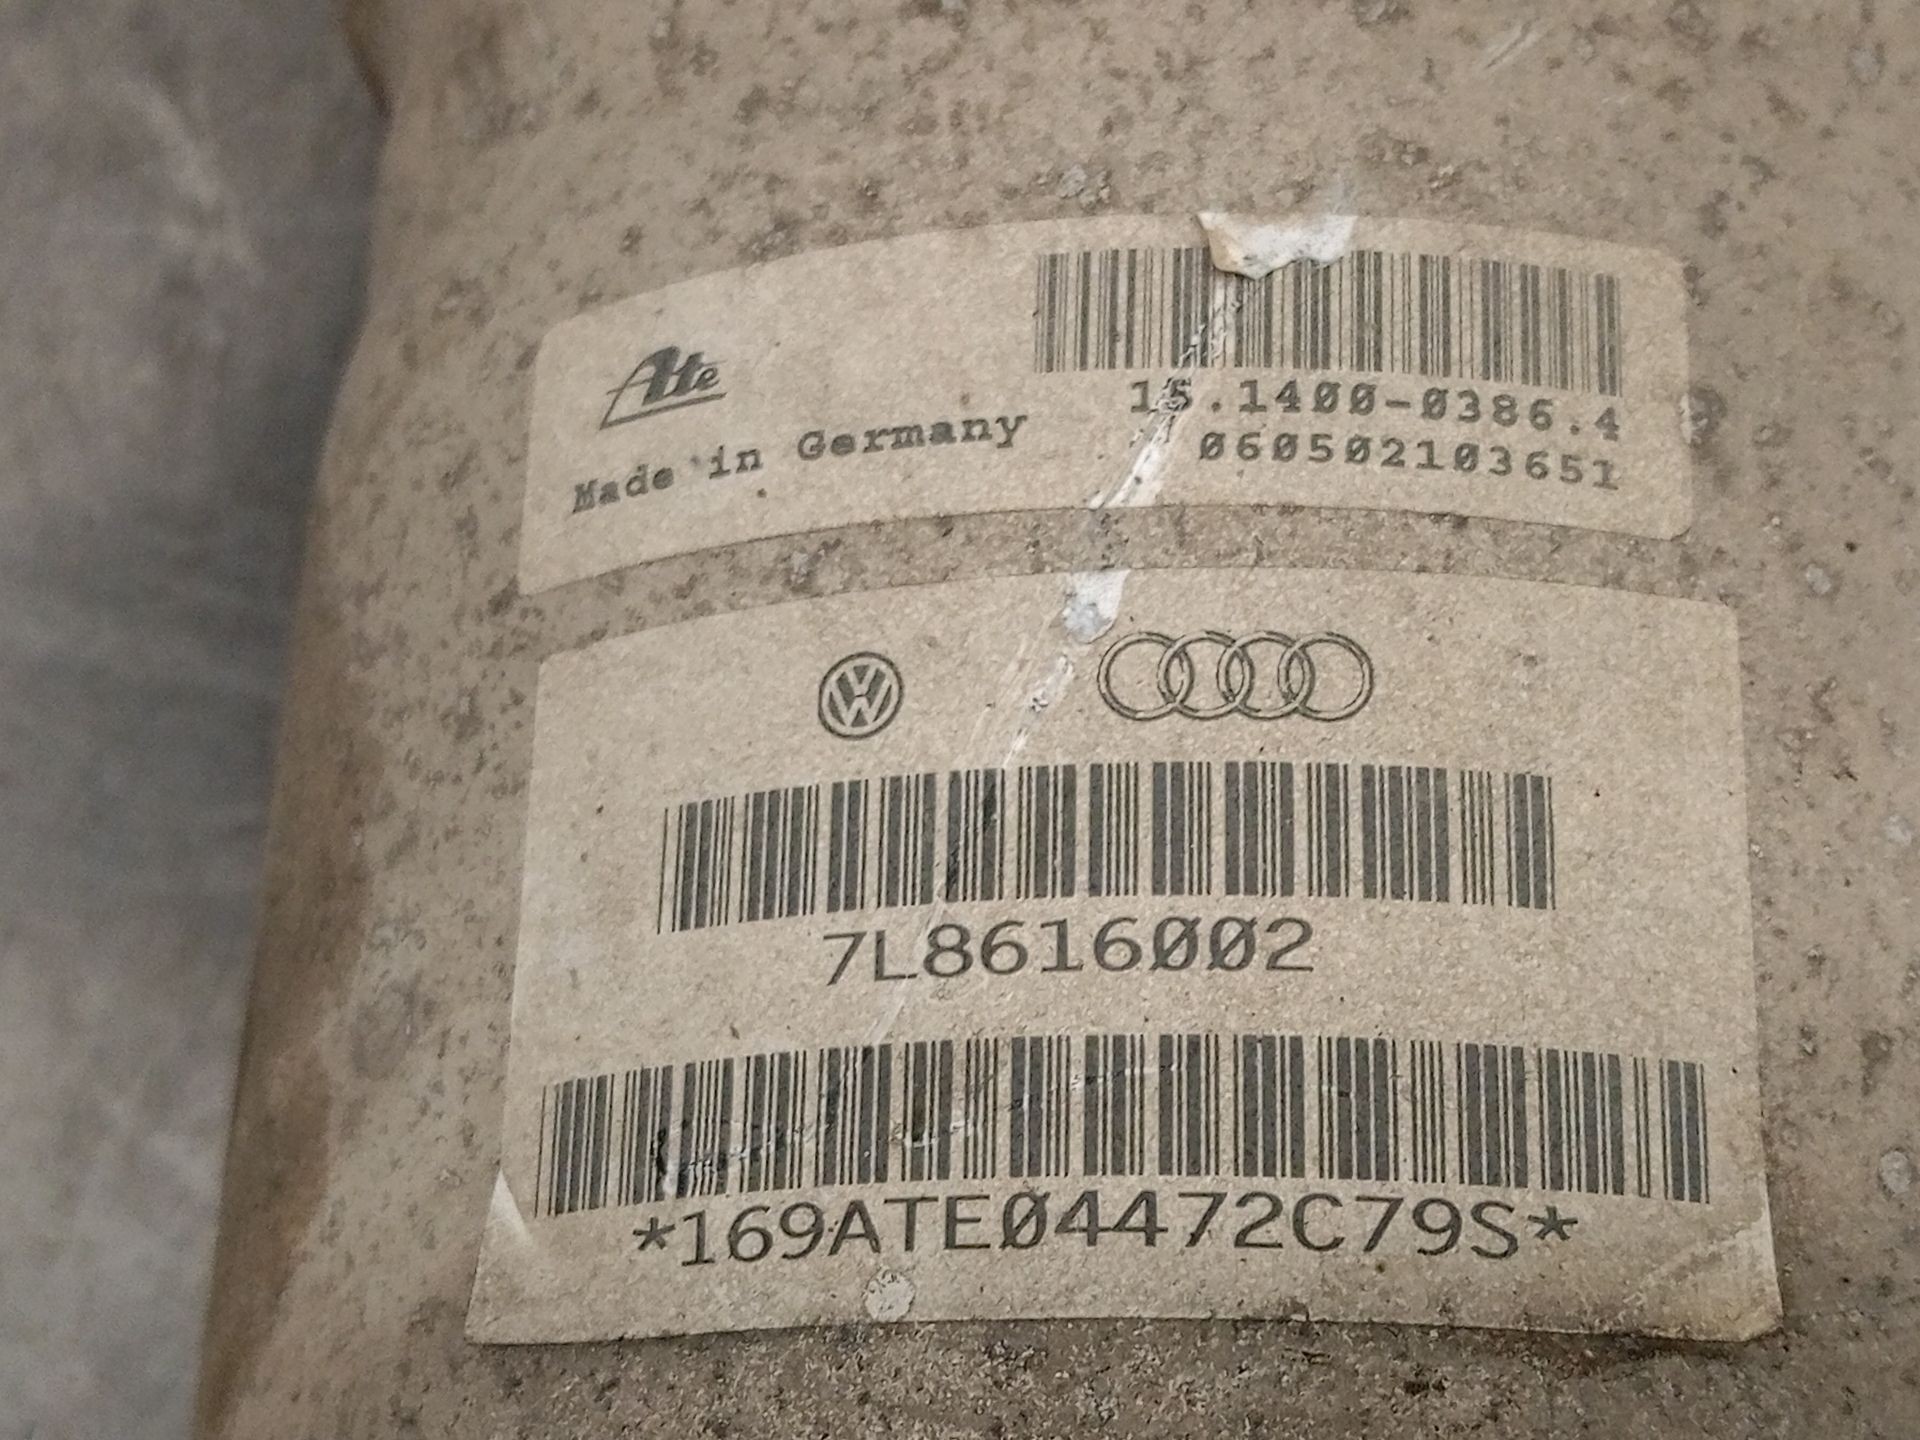 Ate
15.1400-0386.4
Made in Germany
060502103651
7L8616002
*169ATE04472C79S*